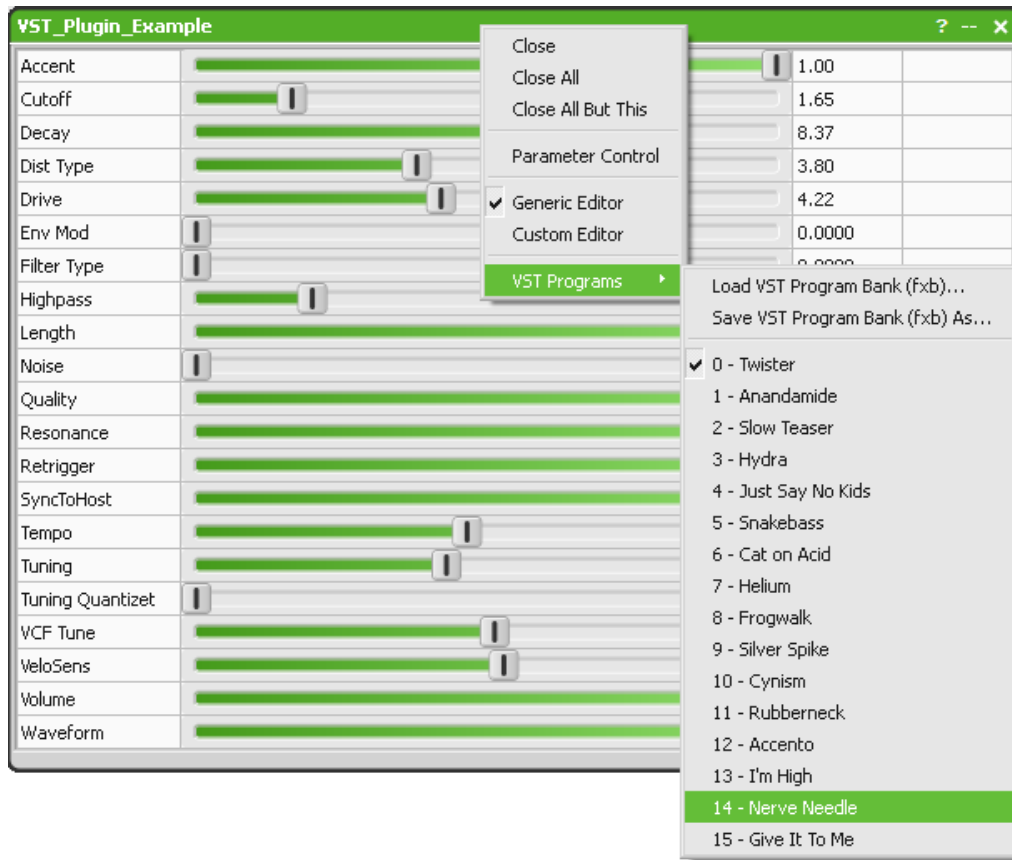 VST_Plugin_Example ? -- X
Accent 1.00
Cutoff 1.65
Decay 8.37
Dist Type 3.80
Drive 4.22
Env Mod 0.0000
Filter Type
Highpass
Length
Noise
Quality
Resonance
Retrigger
SyncToHost
Tempo
Tuning
Tuning Quantizet
VCF Tune
VeloSens
Volume
Waveform
Close
Close All
Close All But This
Parameter Control
Generic Editor
Custom Editor
VST Programs
Load VST Program Bank (fxb)...
Save VST Program Bank (fxb) As...
0 - Twister
1 - Anandamide
2 - Slow Teaser
3 - Hydra
4 - Just Say No Kids
5 - Snakebass
6 - Cat on Acid
7 - Helium
8 - Frogwalk
9 - Silver Spike
10 - Cynism
11 - Rubberneck
12 - Accento
13 - I'm High
14 - Nerve Needle
15 - Give It To Me